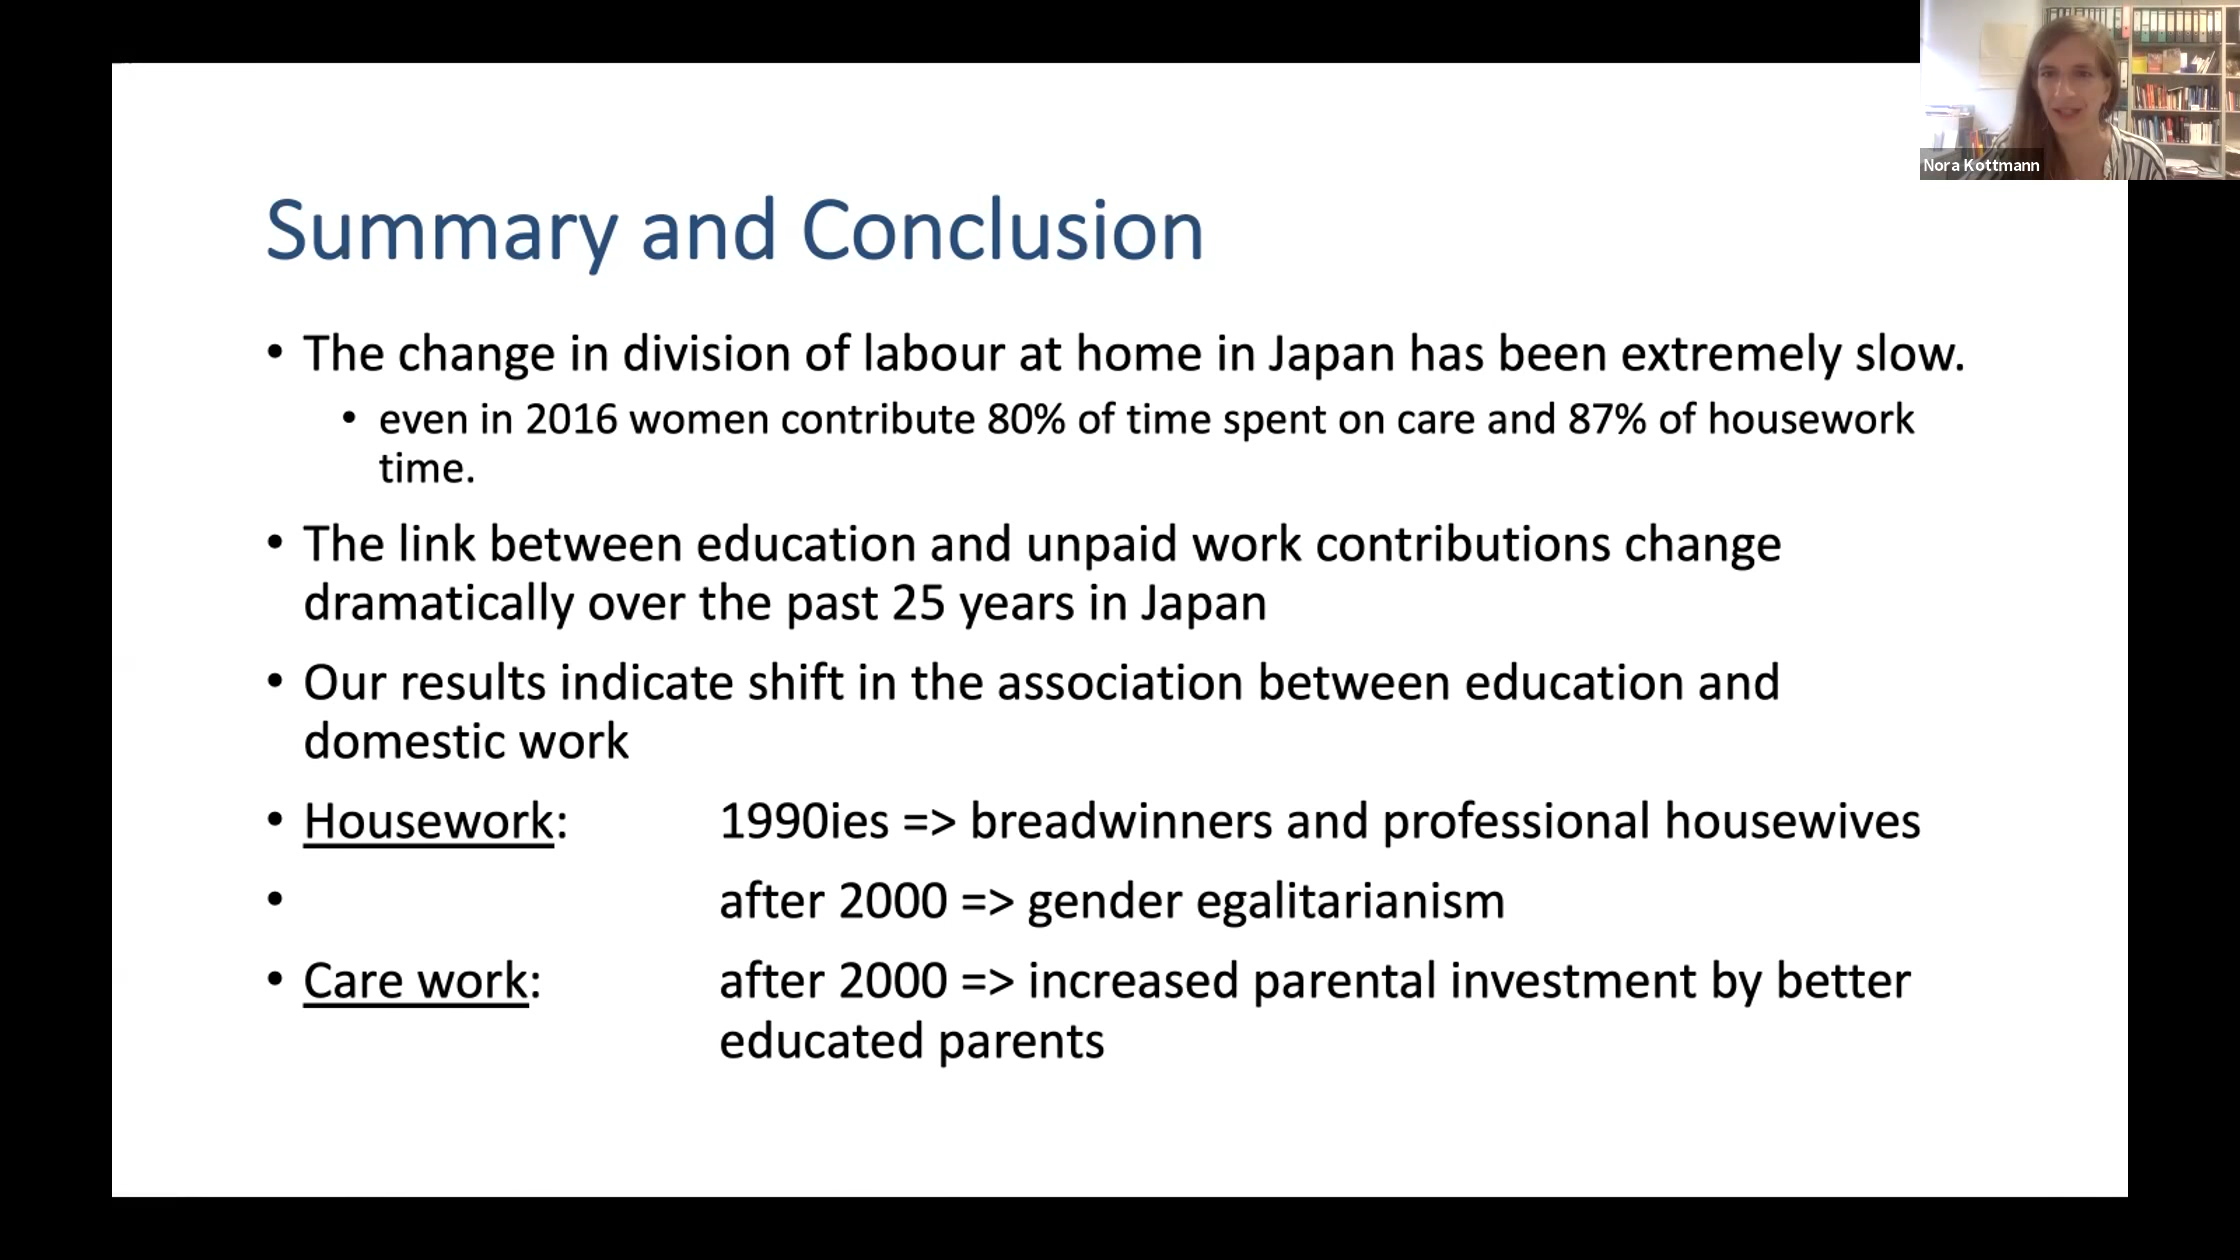 Nora Kottmann
Summary and Conclusion
• The change in division of labour at home in Japan has been extremely slow.
• even in 2016 women contribute 80% of time spent on care and 87% of housework
time.
• The link between education and unpaid work contributions change
dramatically over the past 25 years in Japan
• Our results indicate shift in the association between education and
domestic work
• Housework: 1990ies => breadwinners and professional housewives
• after 2000 => gender egalitarianism
• Care work: after 2000 => increased parental investment by better
educated parents